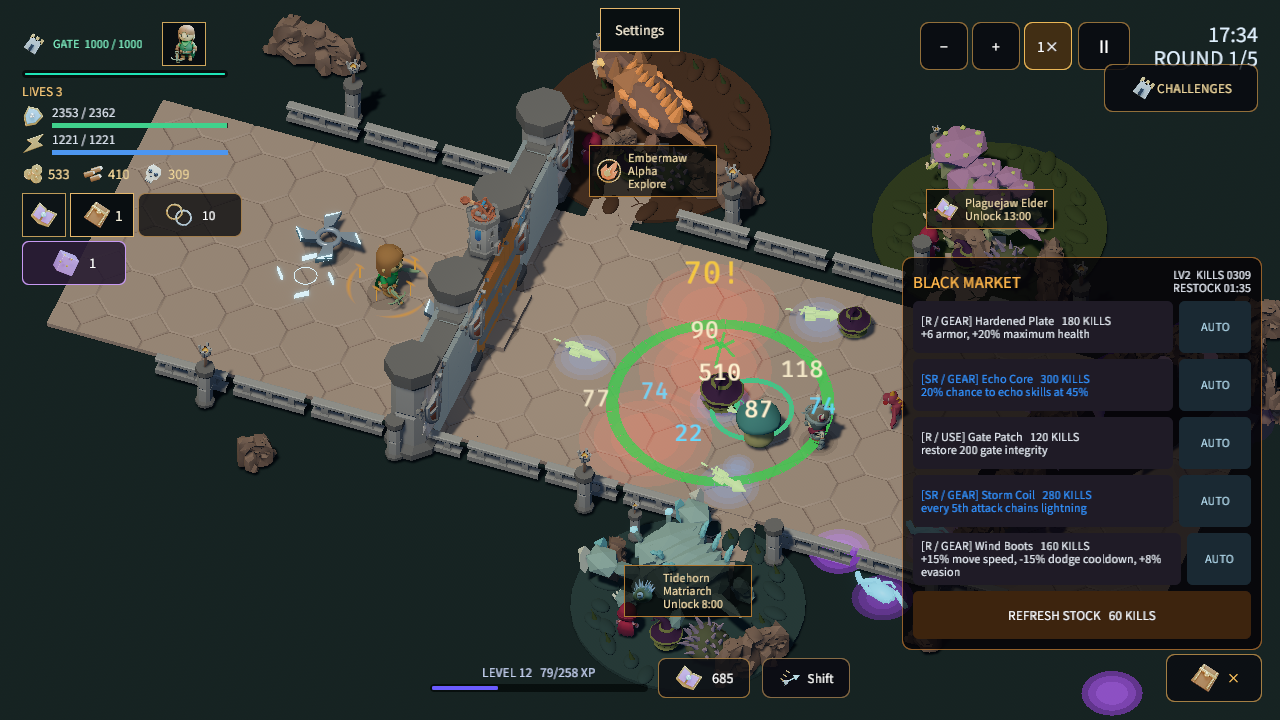 GATE 1000 / 1000
Settings
−
+
1×
17:34
ROUND 1/5
CHALLENGES
LIVES 3
2353 / 2362
1221 / 1221
533
410
309
1
10
1
Embermaw
Alpha
Explore
Plaguejaw Elder
Unlock 13:00
70!
90
510
118
77
74
87
74
22
BLACK MARKET
LV2 KILLS 0309
RESTOCK 01:35
[R / GEAR] Hardened Plate 180 KILLS
+6 armor, +20% maximum health
AUTO
[SR / GEAR] Echo Core 300 KILLS
20% chance to echo skills at 45%
AUTO
[R / USE] Gate Patch 120 KILLS
restore 200 gate integrity
AUTO
[SR / GEAR] Storm Coil 280 KILLS
every 5th attack chains lightning
AUTO
[R / GEAR] Wind Boots 160 KILLS
+15% move speed, -15% dodge cooldown, +8%
evasion
AUTO
REFRESH STOCK 60 KILLS
Tidehorn
Matriarch
Unlock 8:00
LEVEL 12 79/258 XP
685
Shift
×